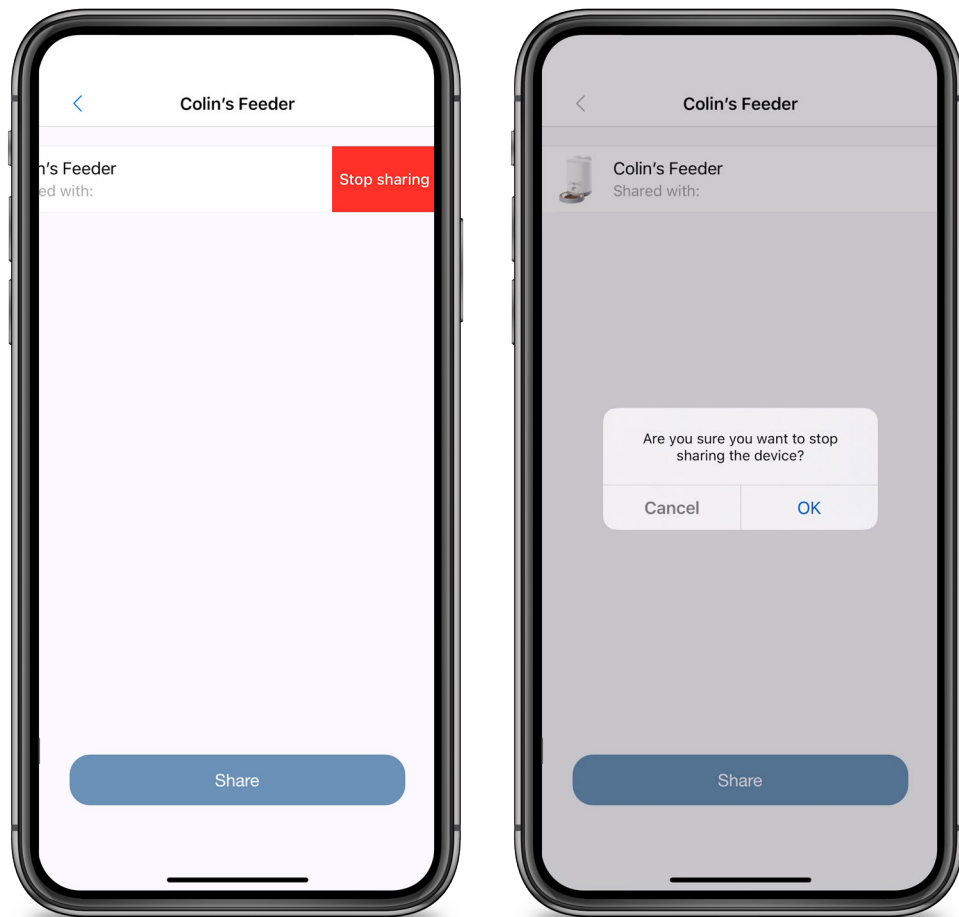 Colin's Feeder
n's Feeder
ed with:
Stop sharing
Share
Colin's Feeder
Colin's Feeder
Shared with:
Are you sure you want to stop
sharing the device?
Cancel
OK
Share